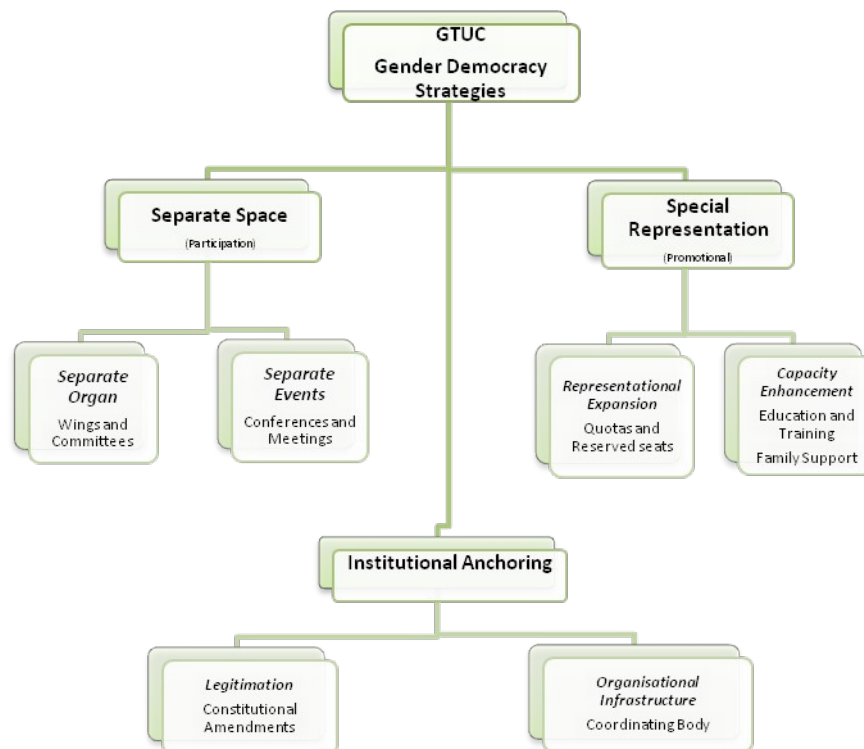 GTUC
Gender Democracy
Strategies
Separate Space
(Participation)
Special
Representation
(Promotional)
Separate
Organ
Wings and
Committees
Separate
Events
Conferences and
Meetings
Representational
Expansion
Quotas and
Reserved seats
Capacity
Enhancement
Education and
Training
Family Support
Institutional Anchoring
Legitimation
Constitutional
Amendments
Organisational
Infrastructure
Coordinating Body